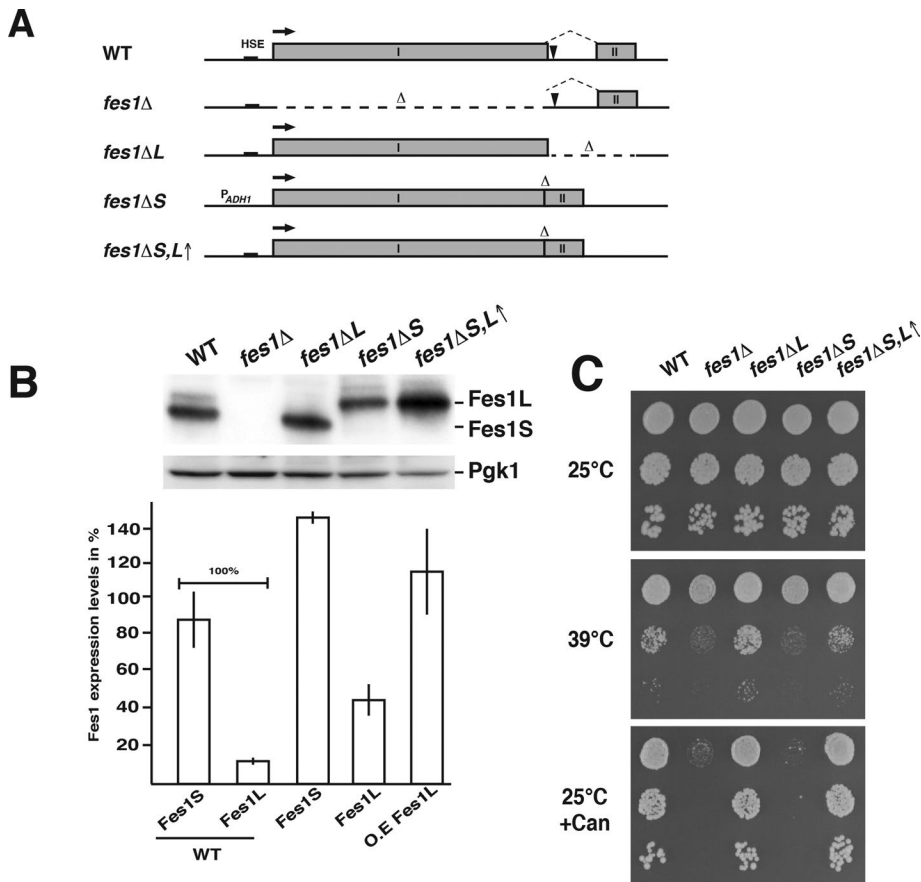 A
WT
HSE
I
II
fes1Δ
Δ
II
fes1ΔL
I
Δ
fes1ΔS
PADH1
I
Δ
II
fes1ΔS,L↑
I
Δ
II
B
WT
fes1Δ
fes1ΔL
fes1ΔS
fes1ΔS,L↑
Fes1L
Fes1S
Pgk1
Fes1 expression levels in %
140
120
100
80
60
40
20
100%
Fes1S
Fes1L
Fes1S
Fes1L
O.E Fes1L
WT
C
WT
fes1Δ
fes1ΔL
fes1ΔS
fes1ΔS,L↑
25°C
39°C
25°C
+Can